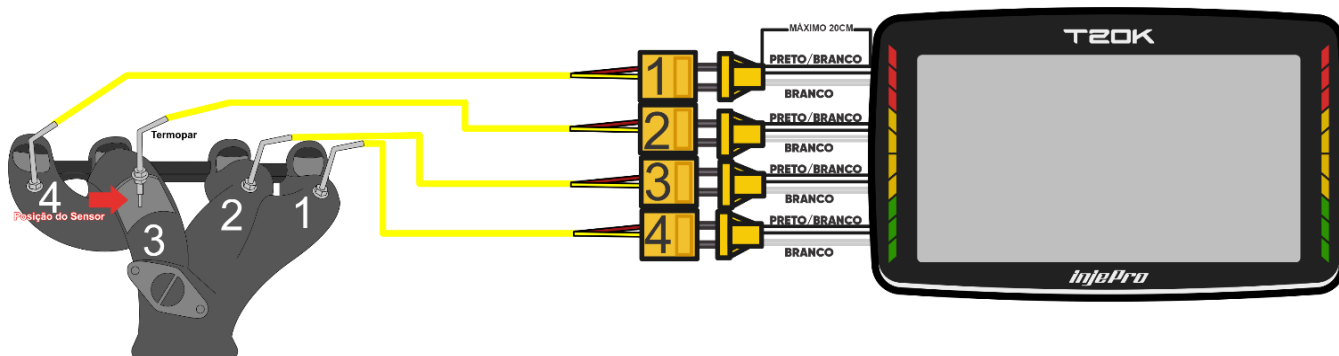 MÁXIMO 20CM
T20K
PRETO/BRANCO
1
BRANCO
Termopar
2
PRETO/BRANCO
BRANCO
3
PRETO/BRANCO
BRANCO
4
PRETO/BRANCO
BRANCO
4
Posição do Sensor
3
2
1
injePro